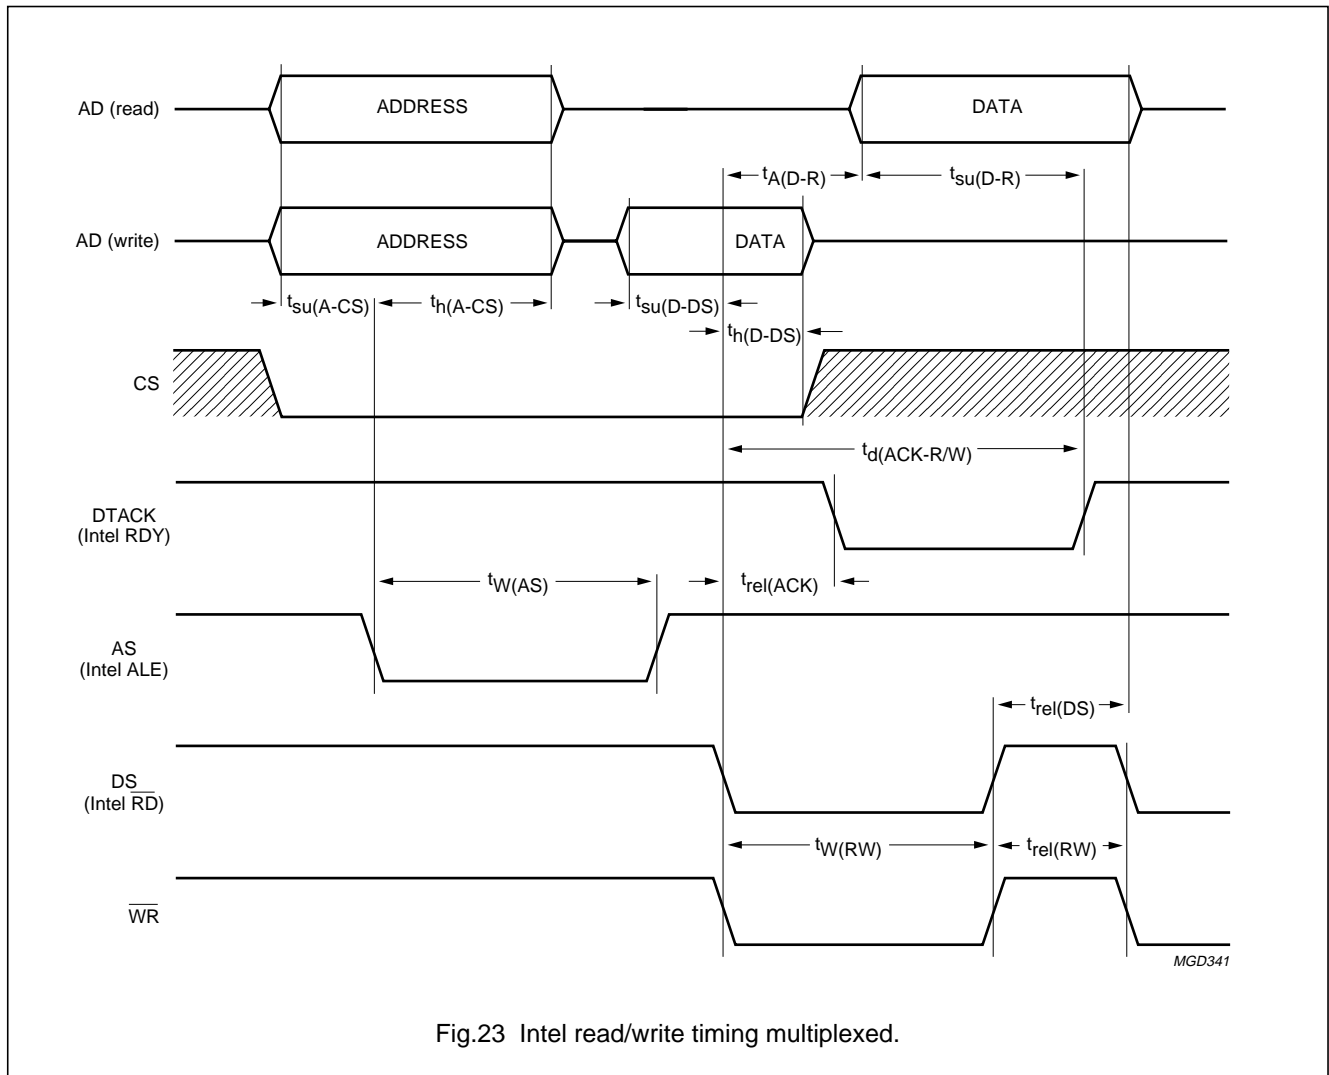 AD (read)
ADDRESS
DATA
tA(D-R)
tsu(D-R)
AD (write)
ADDRESS
DATA
tsu(A-CS)
th(A-CS)
tsu(D-DS)
th(D-DS)
CS
td(ACK-R/W)
DTACK
(Intel RDY)
tW(AS)
trel(ACK)
AS
(Intel ALE)
trel(DS)
DS
(Intel R̅D̅)
tW(RW)
trel(RW)
W̅R̅
MGD341
Fig.23 Intel read/write timing multiplexed.